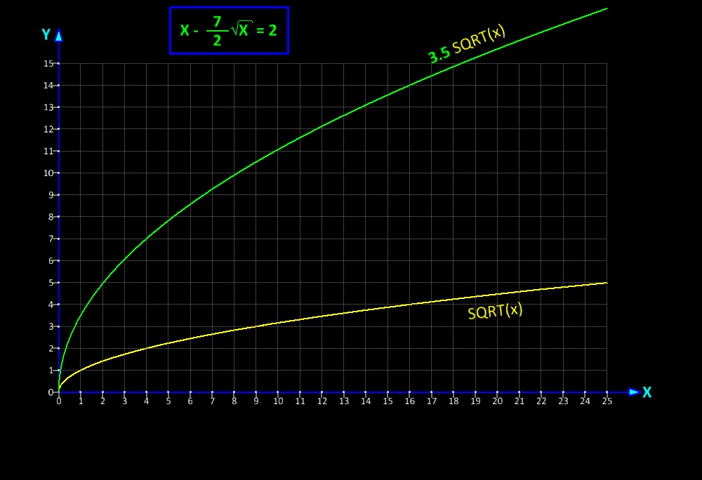 X - 7/2 √X = 2
Y
3.5 SQRT(x)
15
14
13
12
11
10
9
8
7
6
5
4
3
2
1
0
SQRT(x)
0 1 2 3 4 5 6 7 8 9 10 11 12 13 14 15 16 17 18 19 20 21 22 23 24 25
X